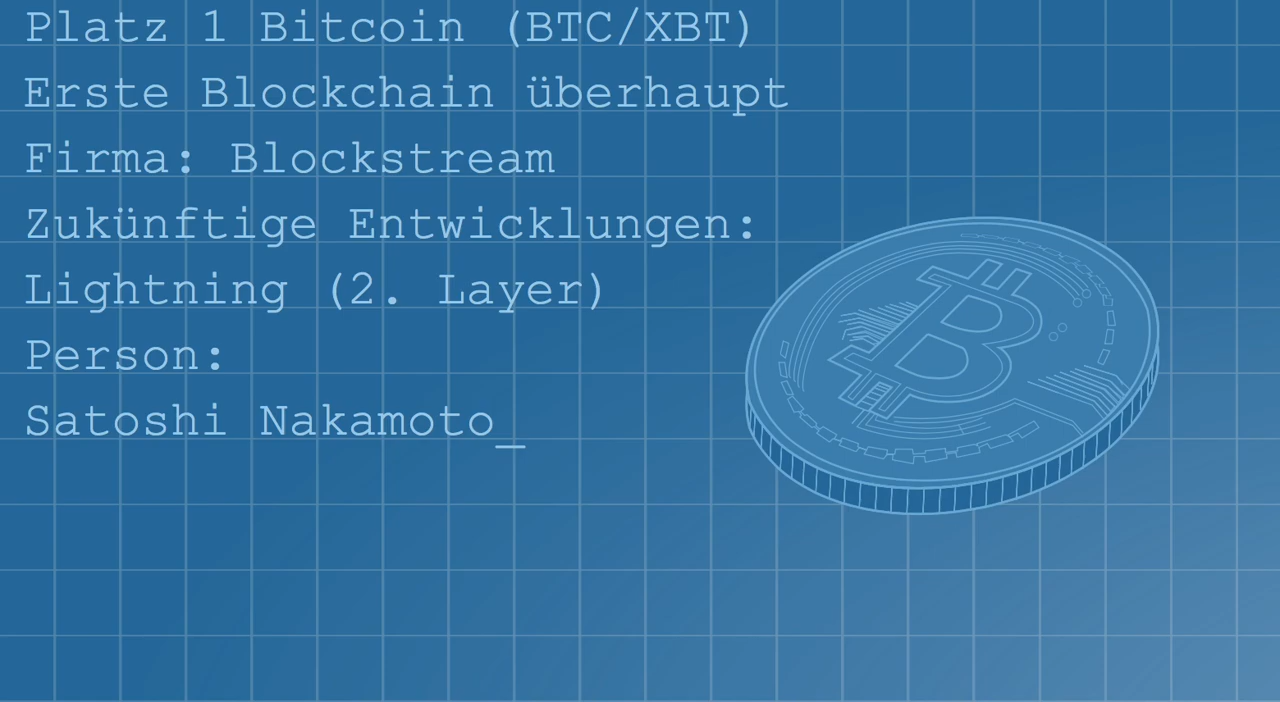 Platz 1 Bitcoin (BTC/XBT)
Erste Blockchain überhaupt
Firma: Blockstream
Zukünftige Entwicklungen:
Lightning (2. Layer)
Person:
Satoshi Nakamoto_